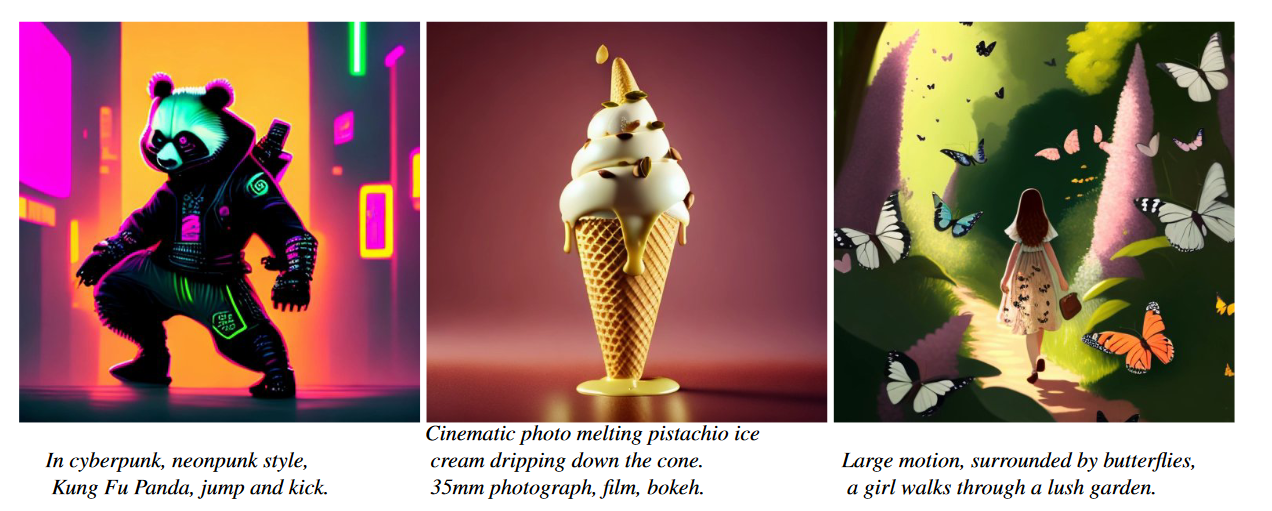 In cyberpunk, neonpunk style,
Kung Fu Panda, jump and kick.
Cinematic photo melting pistachio ice
cream dripping down the cone.
35mm photograph, film, bokeh.
Large motion, surrounded by butterflies,
a girl walks through a lush garden.